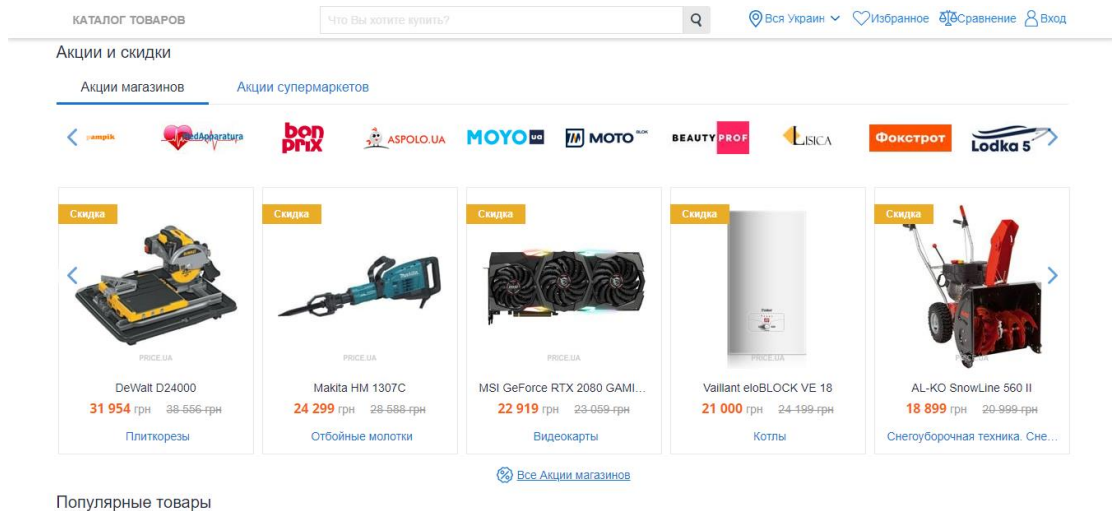 КАТАЛОГ ТОВАРОВ
Что Вы хотите купить?
Вся Украин
Избранное
Сравнение
Вход
Акции и скидки
Акции магазинов
Акции супермаркетов
pampik
MedApparatura
bon prix
ASPOLO.UA
MOYO UA
MOTO BLOK
BEAUTY PROF
LISICA
Фокстрот
Lodka 5
Скидка
Скидка
Скидка
Скидка
Скидка
PRICE.UA
PRICE.UA
PRICE.UA
PRICE.UA
PRICE.UA
DeWalt D24000
31 954 грн 38 556 грн
Плиткорезы
Makita HM 1307C
24 299 грн 28 588 грн
Отбойные молотки
MSI GeForce RTX 2080 GAMI...
22 919 грн 23 059 грн
Видеокарты
Vaillant eloBLOCK VE 18
21 000 грн 24 199 грн
Котлы
AL-KO SnowLine 560 II
18 899 грн 20 999 грн
Снегоуборочная техника. Сне...
Все Акции магазинов
Популярные товары